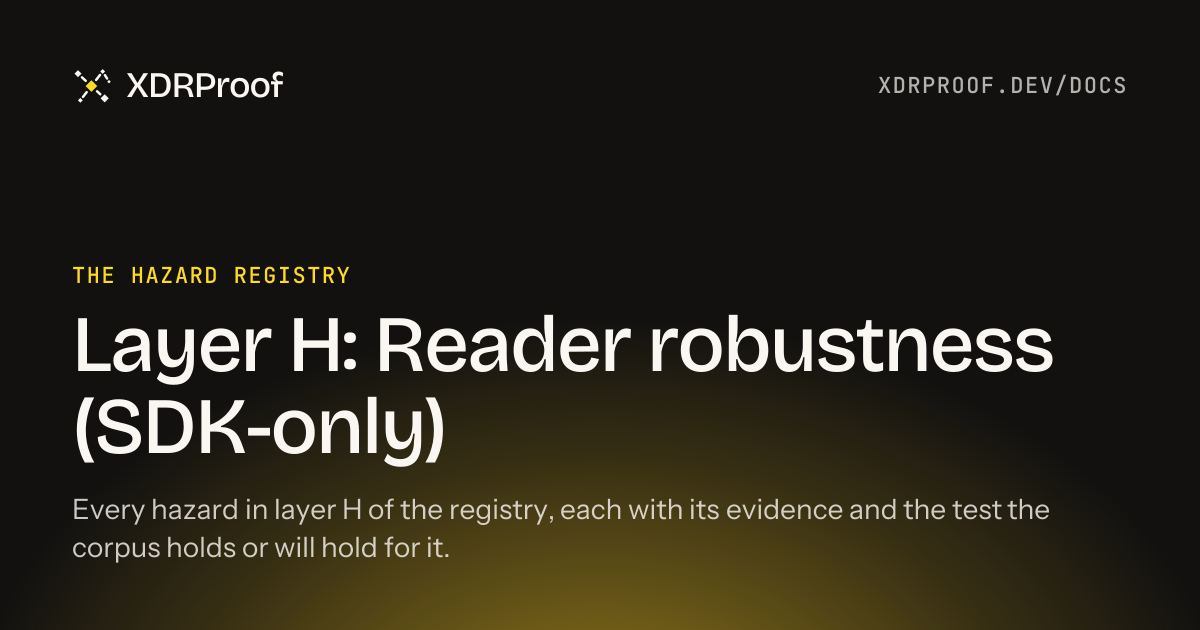 XDRProof
XDRPROOF.DEV/DOCS
THE HAZARD REGISTRY
Layer H: Reader robustness
(SDK-only)
Every hazard in layer H of the registry, each with its evidence and the test the
corpus holds or will hold for it.